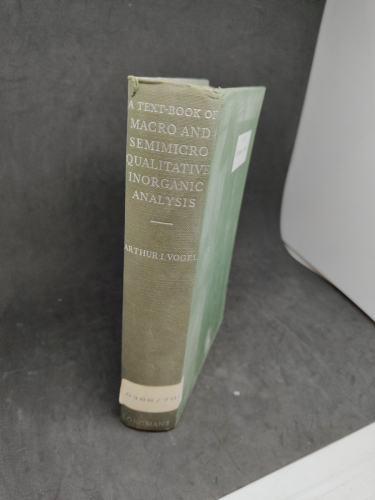 A TEXT-BOOK OF
MACRO AND
SEMIMICRO
QUALITATIVE
INORGANIC
ANALYSIS
ARTHUR I. VOGEL
LONGMANS